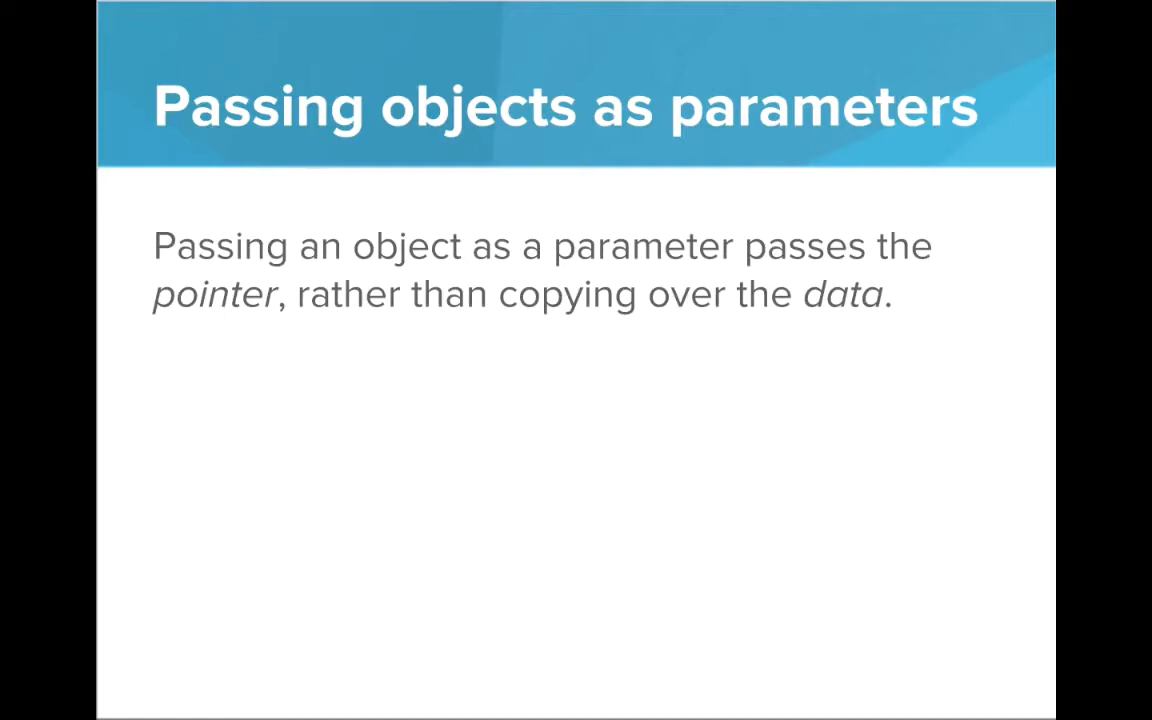 Passing objects as parameters
Passing an object as a parameter passes the
pointer, rather than copying over the data.